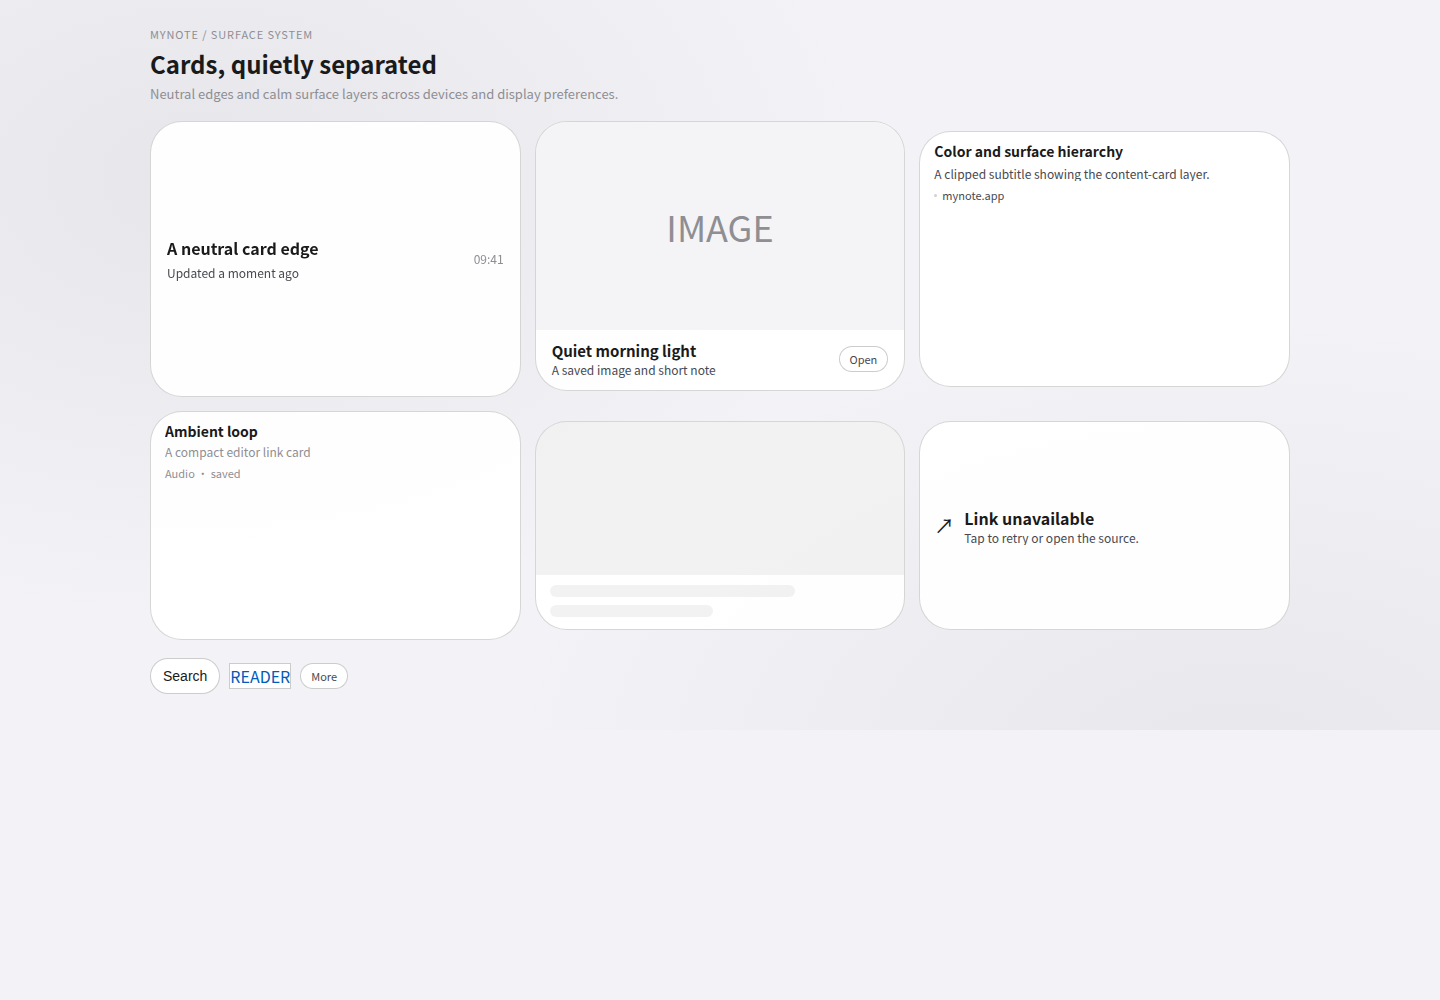 MYNOTE / SURFACE SYSTEM
Cards, quietly separated
Neutral edges and calm surface layers across devices and display preferences.
A neutral card edge
Updated a moment ago
09:41
IMAGE
Quiet morning light
A saved image and short note
Open
Color and surface hierarchy
A clipped subtitle showing the content-card layer.
• mynote.app
Ambient loop
A compact editor link card
Audio • saved
↗ Link unavailable
Tap to retry or open the source.
Search
READER
More